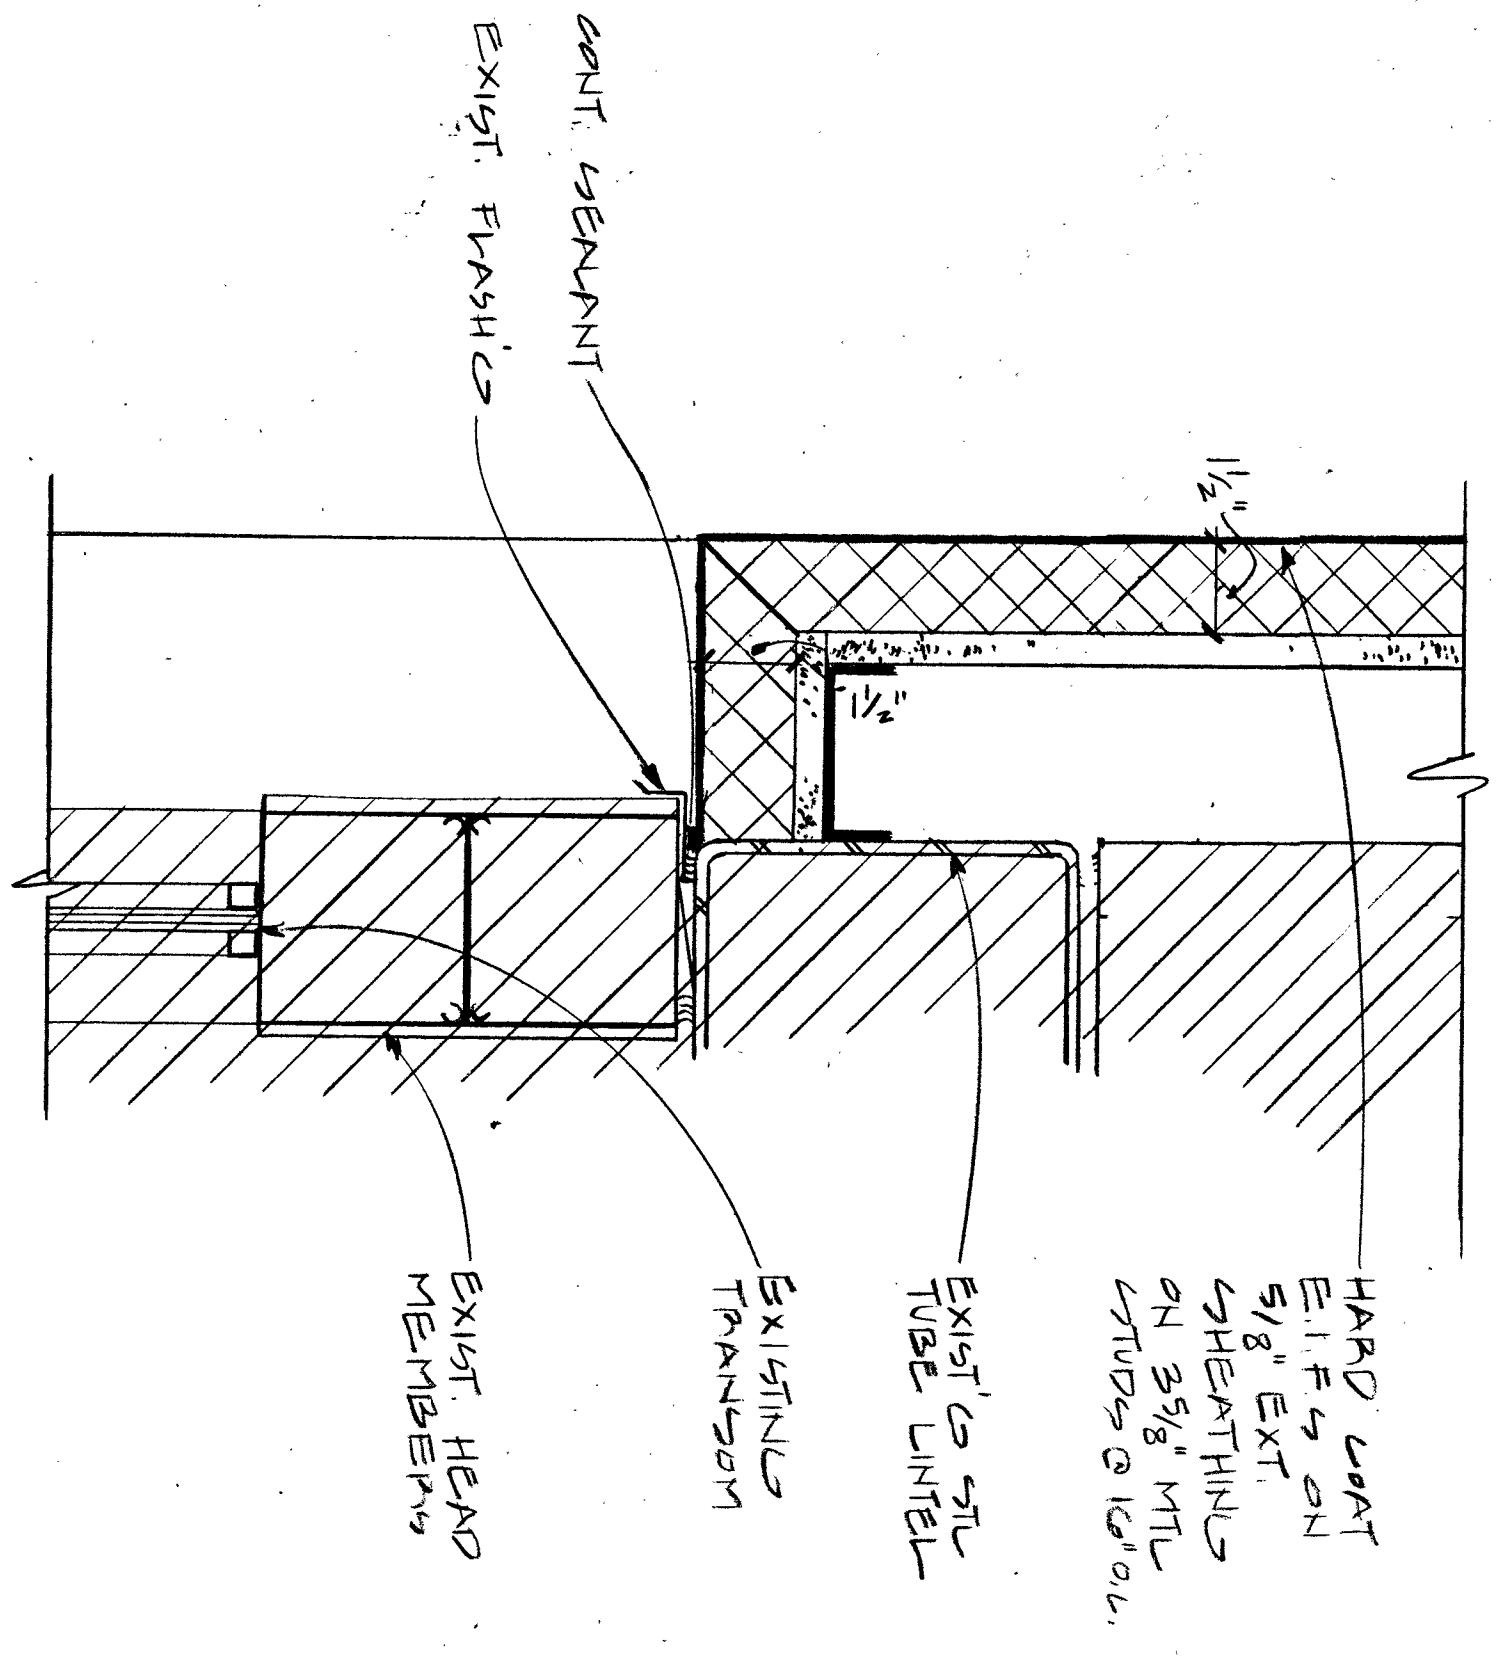 HARD COAT
E.I.F.S ON
5/8" EXT.
SHEATHING
ON 3 5/8" MTL
STUDS @ 16" O.C.
1 1/2"
1 1/2"
EXIST'G STL
TUBE LINTEL
EXISTING
TRANSOM
CONT. SEALANT
EXIST. FLASH'G
EXIST. HEAD
MEMBERS